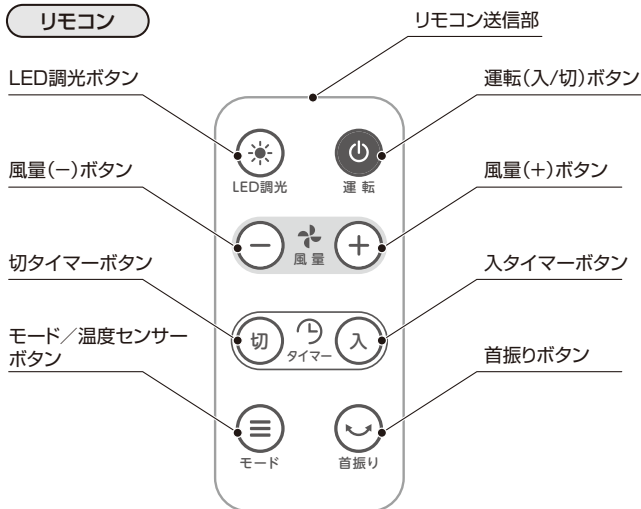 リモコン
リモコン送信部
LED調光ボタン
運転(入/切)ボタン
LED調光
運 転
風量(−)ボタン
風量(+)ボタン
風 量
切タイマーボタン
入タイマーボタン
切
タイマー
入
モード/温度センサー
ボタン
首振りボタン
モード
首振り